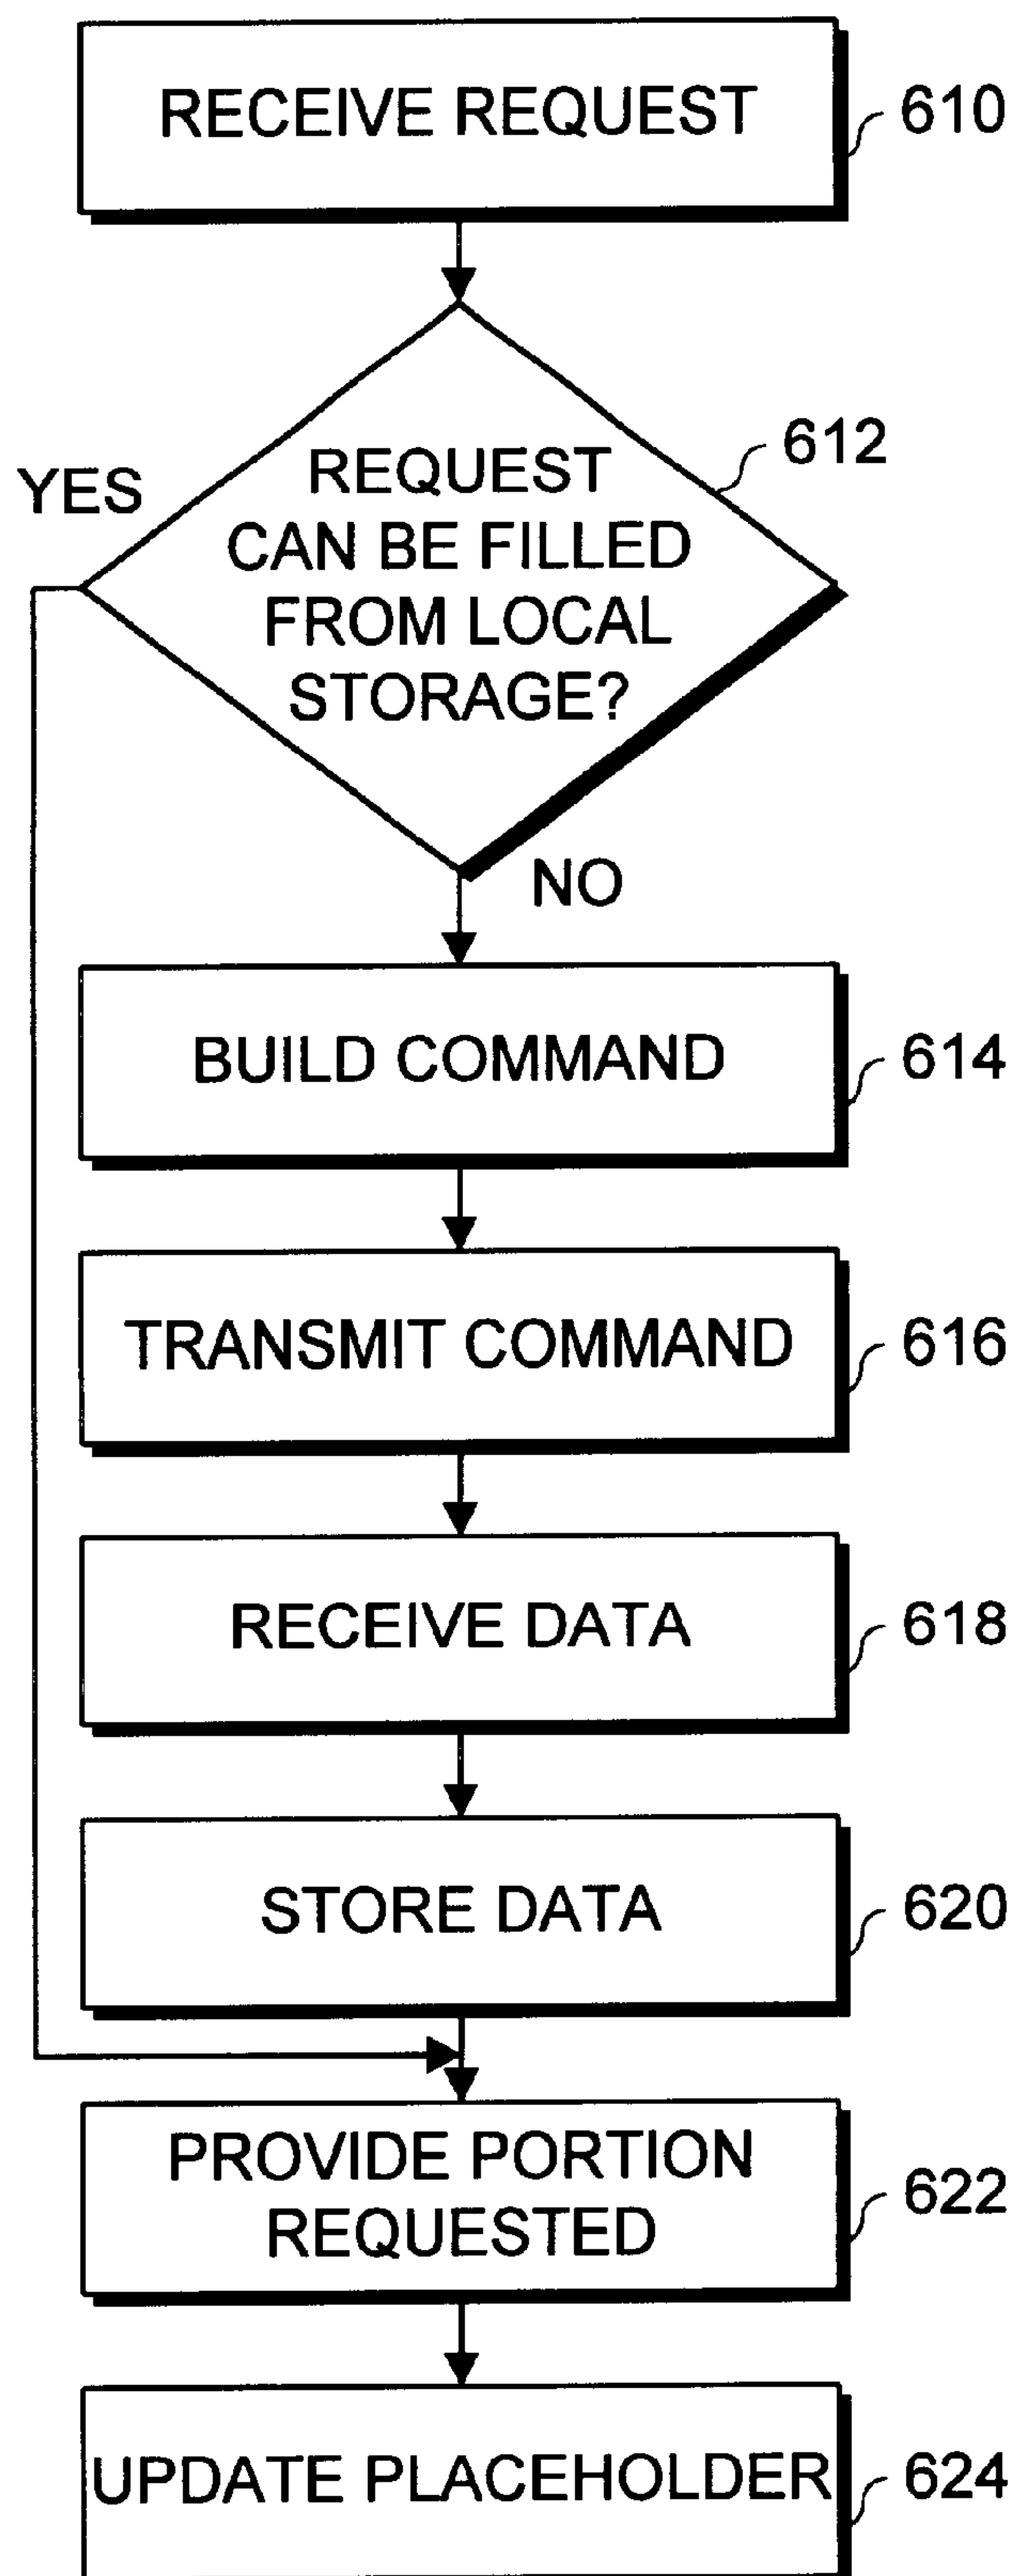 RECEIVE REQUEST
610
612
YES
REQUEST
CAN BE FILLED
FROM LOCAL
STORAGE?
NO
BUILD COMMAND
614
TRANSMIT COMMAND
616
RECEIVE DATA
618
STORE DATA
620
PROVIDE PORTION
REQUESTED
622
UPDATE PLACEHOLDER
624